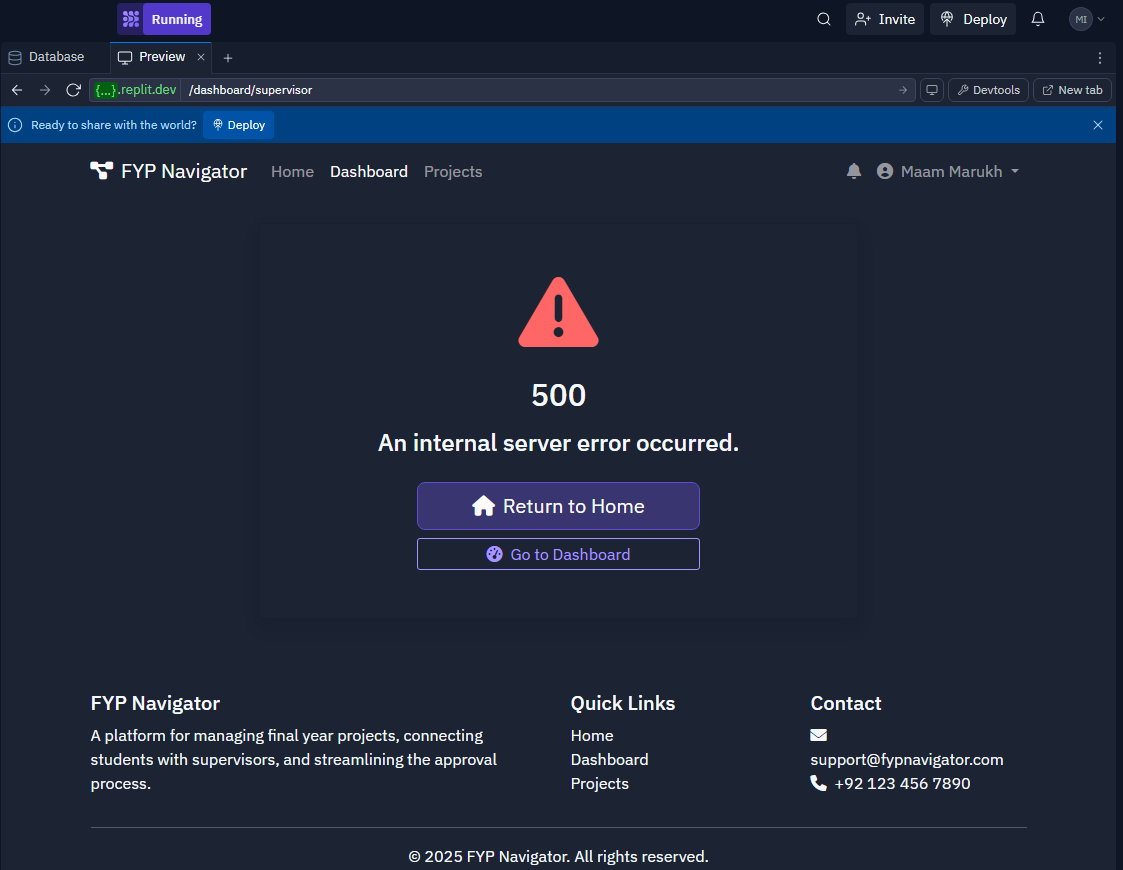 Running
Invite
Deploy
MI
Database
Preview
{...}.replit.dev
/dashboard/supervisor
Devtools
New tab
Ready to share with the world?
Deploy
FYP Navigator
Home
Dashboard
Projects
Maam Marukh
500
An internal server error occurred.
Return to Home
Go to Dashboard
FYP Navigator
A platform for managing final year projects, connecting
students with supervisors, and streamlining the approval
process.
Quick Links
Home
Dashboard
Projects
Contact
support@fypnavigator.com
+92 123 456 7890
© 2025 FYP Navigator. All rights reserved.